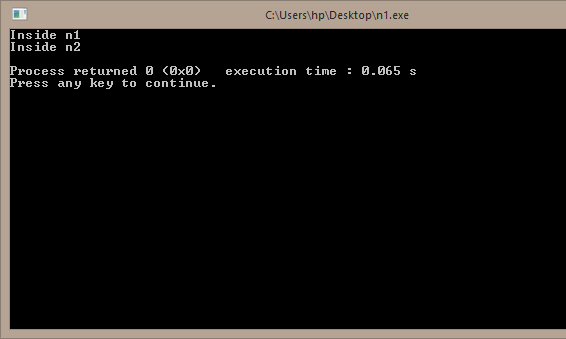 C:\Users\hp\Desktop\n1.exe
Inside n1
Inside n2
Process returned 0 (0x0)   execution time : 0.065 s
Press any key to continue.